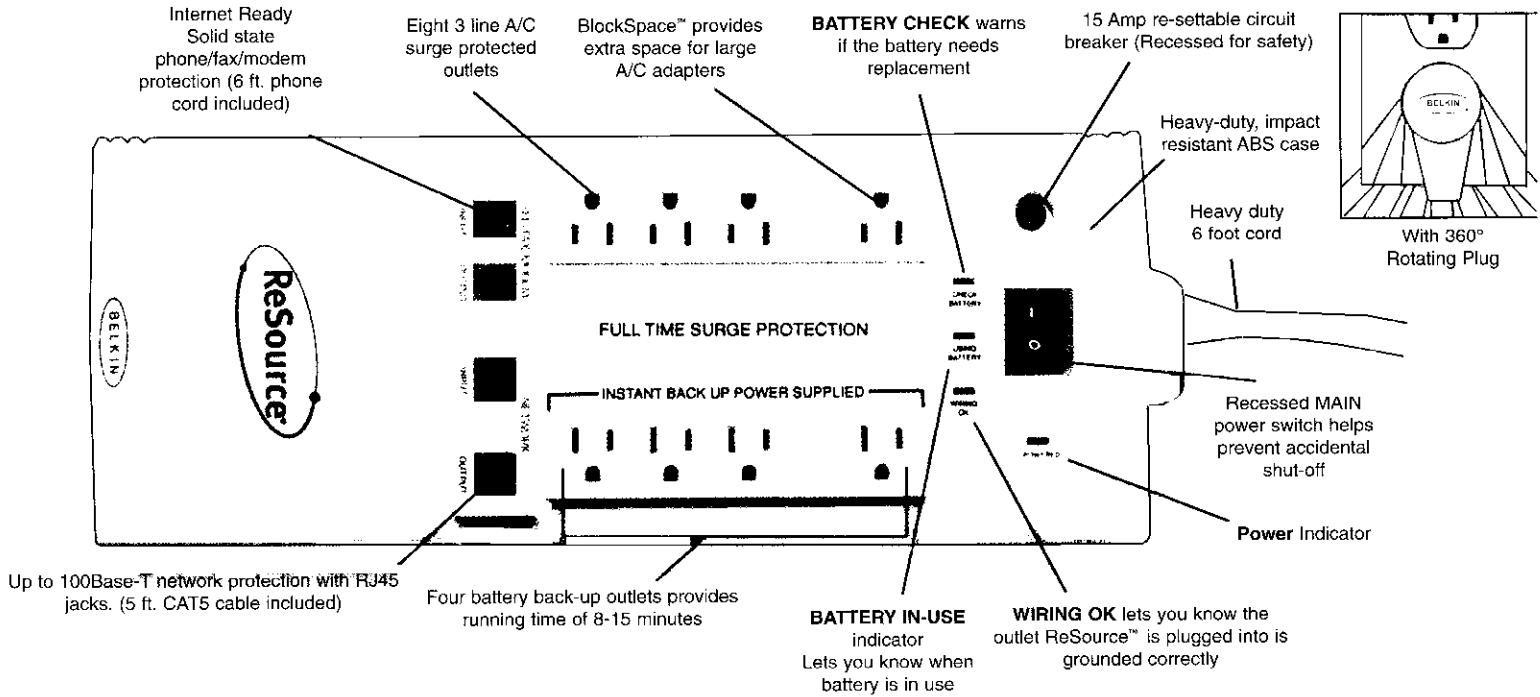 Internet Ready
Solid state
phone/fax/modem
protection (6 ft. phone
cord included)
Eight 3 line A/C
surge protected
outlets
BlockSpace™ provides
extra space for large
A/C adapters
BATTERY CHECK warns
if the battery needs
replacement
15 Amp re-settable circuit
breaker (Recessed for safety)
BELKIN
With 360°
Rotating Plug
Heavy-duty, impact
resistant ABS case
Heavy duty
6 foot cord
BELKIN
ReSource
FULL TIME SURGE PROTECTION
INSTANT BACK UP POWER SUPPLIED
CHECK
BATTERY
USING
BATTERY
WIRING
OK
I
O
Recessed MAIN
power switch helps
prevent accidental
shut-off
Power Indicator
Up to 100Base-T network protection with RJ45
jacks. (5 ft. CAT5 cable included)
Four battery back-up outlets provides
running time of 8-15 minutes
BATTERY IN-USE
indicator
Lets you know when
battery is in use
WIRING OK lets you know the
outlet ReSource™ is plugged into is
grounded correctly